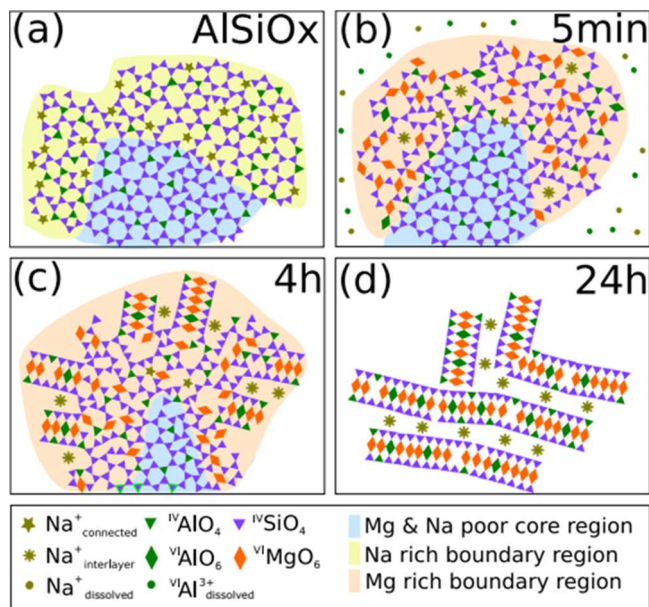 (a) AlSiOx
(b) 5min
(c) 4h
(d) 24h
Na⁺connected
ᴵⱽAlO₄
ᴵⱽSiO₄
Mg & Na poor core region
Na⁺interlayer
ⱽᴵAlO₆
ⱽᴵMgO₆
Na rich boundary region
Na⁺dissolved
ⱽᴵAl³⁺dissolved
Mg rich boundary region